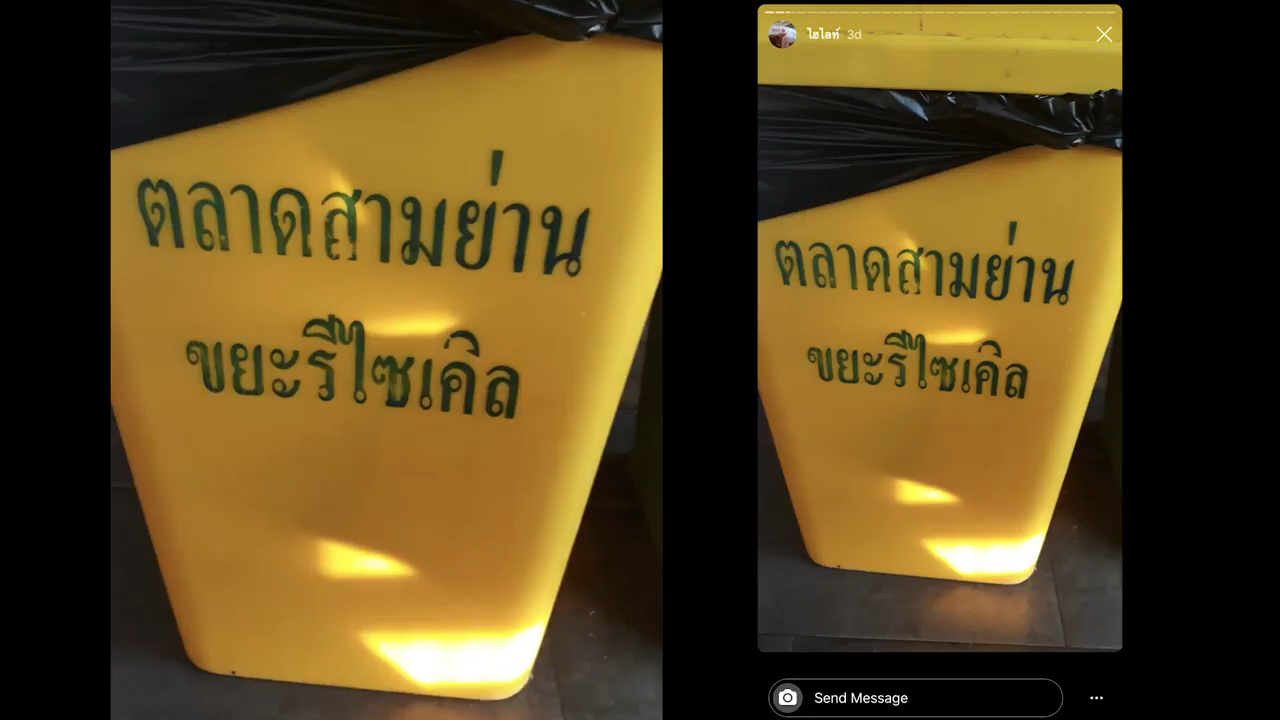 ตลาดสามย่าน
ขยะรีไซเคิล
ไฮไลท์ 3d
ตลาดสามย่าน
ขยะรีไซเคิล
Send Message